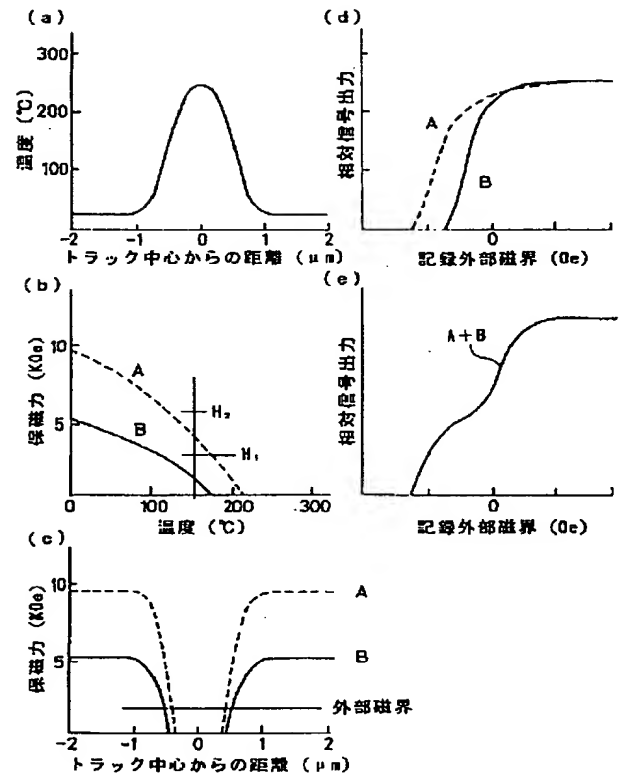 (a)
温度 (℃)
300
200
100
-2 -1 0 1 2
トラック中心からの距離 (μm)
(b)
保磁力 (KOe)
10
5
A
B
H₂
H₁
0 100 200 300
温度 (℃)
(c)
保磁力 (KOe)
10
5
A
B
外部磁界
-2 -1 0 1 2
トラック中心からの距離 (μm)
(d)
相対信号出力
A
B
0
記録外部磁界 (Oe)
(e)
相対信号出力
A+B
0
記録外部磁界 (Oe)